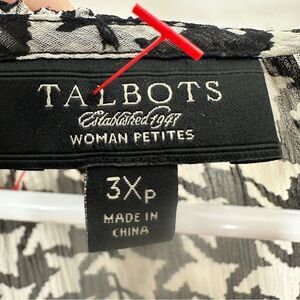 TALBOTS
Established 1947
WOMAN PETITES
3XP
MADE IN
CHINA